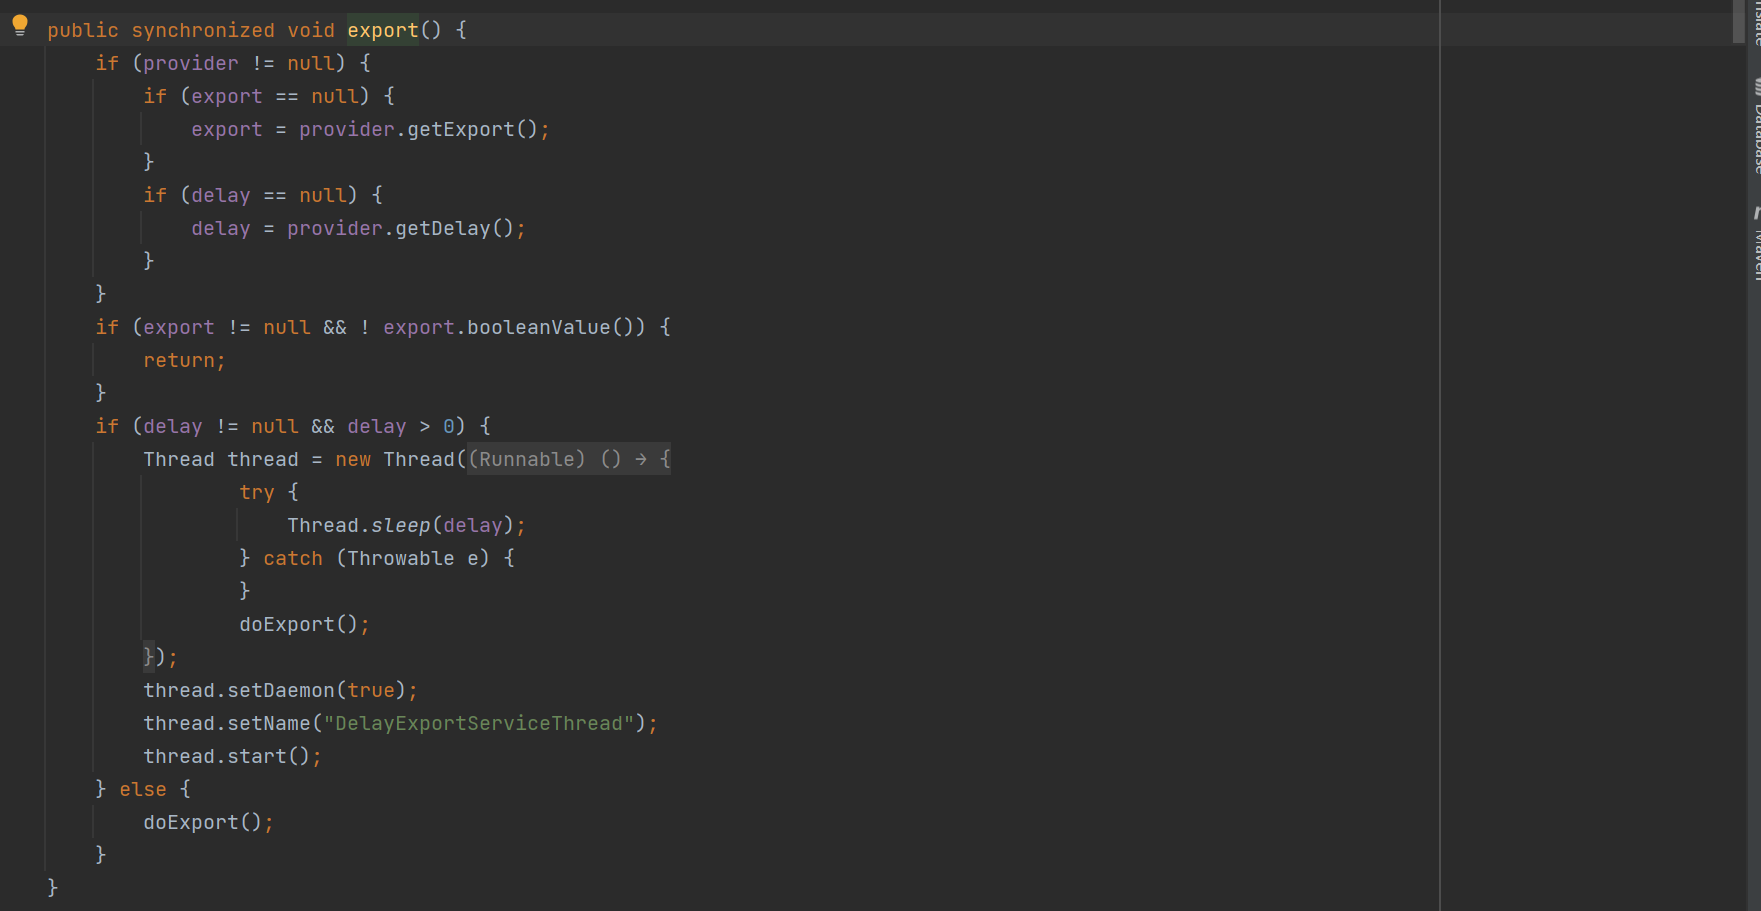 public synchronized void export() {
if (provider != null) {
if (export == null) {
export = provider.getExport();
}
if (delay == null) {
delay = provider.getDelay();
}
}
if (export != null && ! export.booleanValue()) {
return;
}
if (delay != null && delay > 0) {
Thread thread = new Thread((Runnable) () → {
try {
Thread.sleep(delay);
} catch (Throwable e) {
}
doExport();
});
thread.setDaemon(true);
thread.setName("DelayExportServiceThread");
thread.start();
} else {
doExport();
}
}
Database
Maven